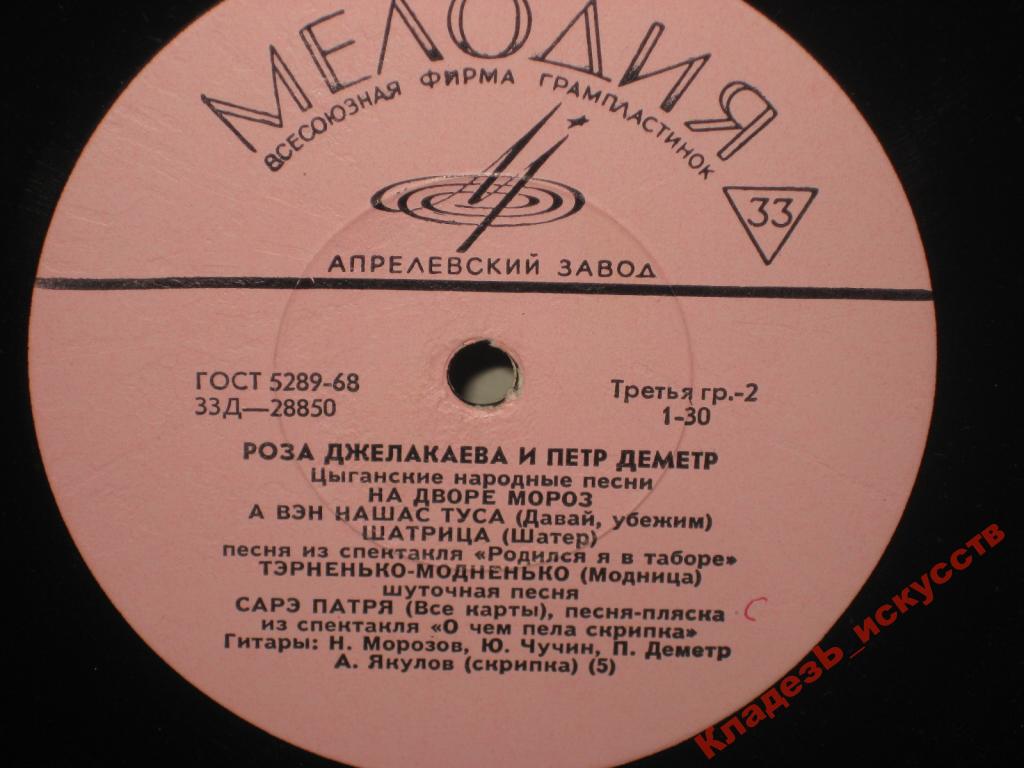 МЕЛОДИЯ
ВСЕСОЮЗНАЯ ФИРМА ГРАМПЛАСТИНОК
33
АПРЕЛЕВСКИЙ ЗАВОД
ГОСТ 5289-68
33Д—28850
Третья гр.-2
1-30
РОЗА ДЖЕЛАКАЕВА И ПЕТР ДЕМЕТР
Цыганские народные песни
НА ДВОРЕ МОРОЗ
А ВЭН НАШАС ТУСА (Давай, убежим)
ШАТРИЦА (Шатер)
песня из спектакля «Родился я в таборе»
ТЭРНЕНЬКО-МОДНЕНЬКО (Модница)
шуточная песня
САРЭ ПАТРЯ (Все карты), песня-пляска
из спектакля «О чем пела скрипка»
Гитары: Н. Морозов, Ю. Чучин, П. Деметр
А. Якулов (скрипка) (5)
С
Кладезь_искусств